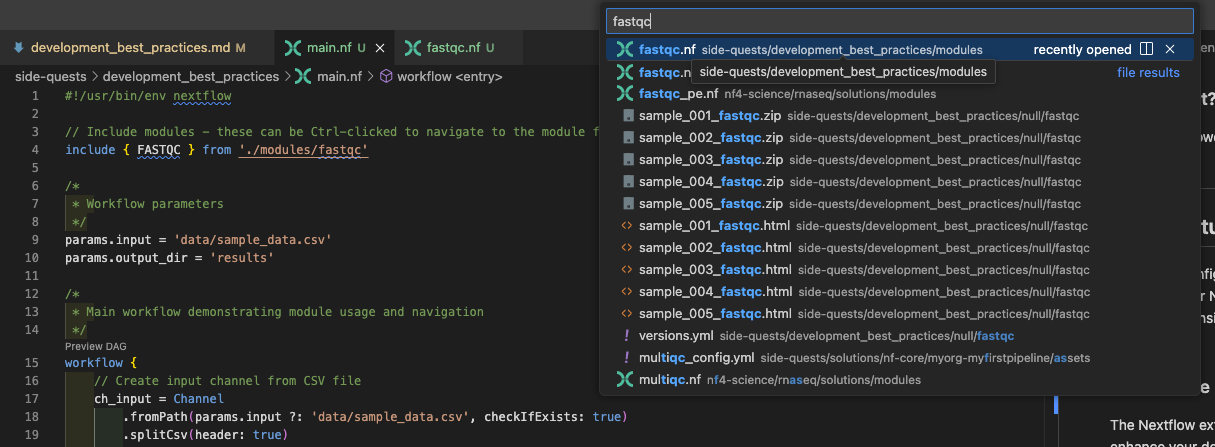 fastqc
development_best_practices.md M
main.nf U
fastqc.nf U
side-quests > development_best_practices > main.nf > workflow <entry>
1 #!/usr/bin/env nextflow
2
3 // Include modules - these can be Ctrl-clicked to navigate to the module f
4 include { FASTQC } from './modules/fastqc'
5
6 /*
7 * Workflow parameters
8 */
9 params.input = 'data/sample_data.csv'
10 params.output_dir = 'results'
11
12 /*
13 * Main workflow demonstrating module usage and navigation
14 */
Preview DAG
15 workflow {
16 // Create input channel from CSV file
17 ch_input = Channel
18 .fromPath(params.input ?: 'data/sample_data.csv', checkIfExists: true)
19 .splitCsv(header: true)
fastqc.nf side-quests/development_best_practices/modules recently opened
fastqc.n file results
side-quests/development_best_practices/modules
fastqc_pe.nf nf4-science/rnaseq/solutions/modules
sample_001_fastqc.zip side-quests/development_best_practices/null/fastqc
sample_002_fastqc.zip side-quests/development_best_practices/null/fastqc
sample_003_fastqc.zip side-quests/development_best_practices/null/fastqc
sample_004_fastqc.zip side-quests/development_best_practices/null/fastqc
sample_005_fastqc.zip side-quests/development_best_practices/null/fastqc
sample_001_fastqc.html side-quests/development_best_practices/null/fastqc
sample_002_fastqc.html side-quests/development_best_practices/null/fastqc
sample_003_fastqc.html side-quests/development_best_practices/null/fastqc
sample_004_fastqc.html side-quests/development_best_practices/null/fastqc
sample_005_fastqc.html side-quests/development_best_practices/null/fastqc
versions.yml side-quests/development_best_practices/null/fastqc
multiqc_config.yml side-quests/solutions/nf-core/myorg-myfirstpipeline/assets
multiqc.nf nf4-science/rnaseq/solutions/modules
The Nextflow ex